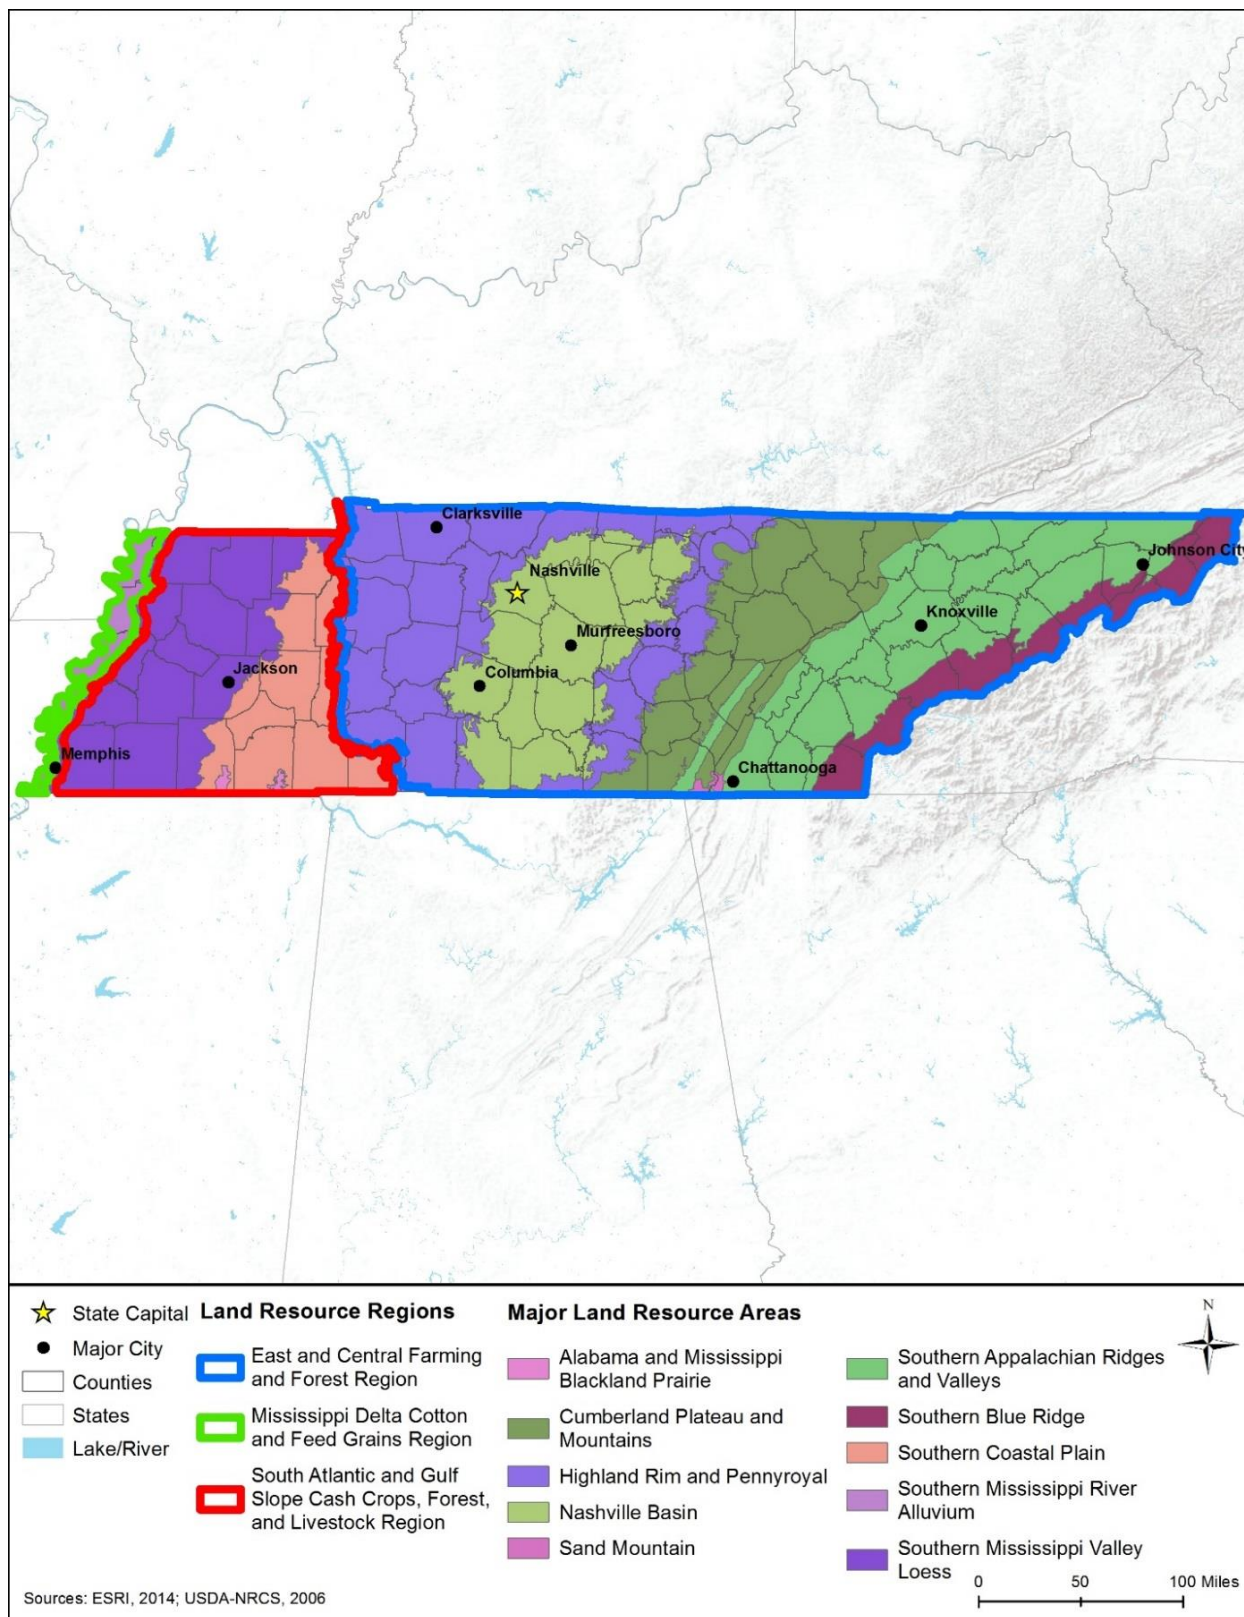 Clarksville
Nashville
Johnson City
Knoxville
Murfreesboro
Jackson
Columbia
Memphis
Chattanooga
State Capital
Major City
Counties
States
Lake/River
Land Resource Regions
East and Central Farming
and Forest Region
Mississippi Delta Cotton
and Feed Grains Region
South Atlantic and Gulf
Slope Cash Crops, Forest,
and Livestock Region
Major Land Resource Areas
Alabama and Mississippi
Blackland Prairie
Cumberland Plateau and
Mountains
Highland Rim and Pennyroyal
Nashville Basin
Sand Mountain
Southern Appalachian Ridges
and Valleys
Southern Blue Ridge
Southern Coastal Plain
Southern Mississippi River
Alluvium
Southern Mississippi Valley
Loess
N
0 50 100 Miles
Sources: ESRI, 2014; USDA-NRCS, 2006